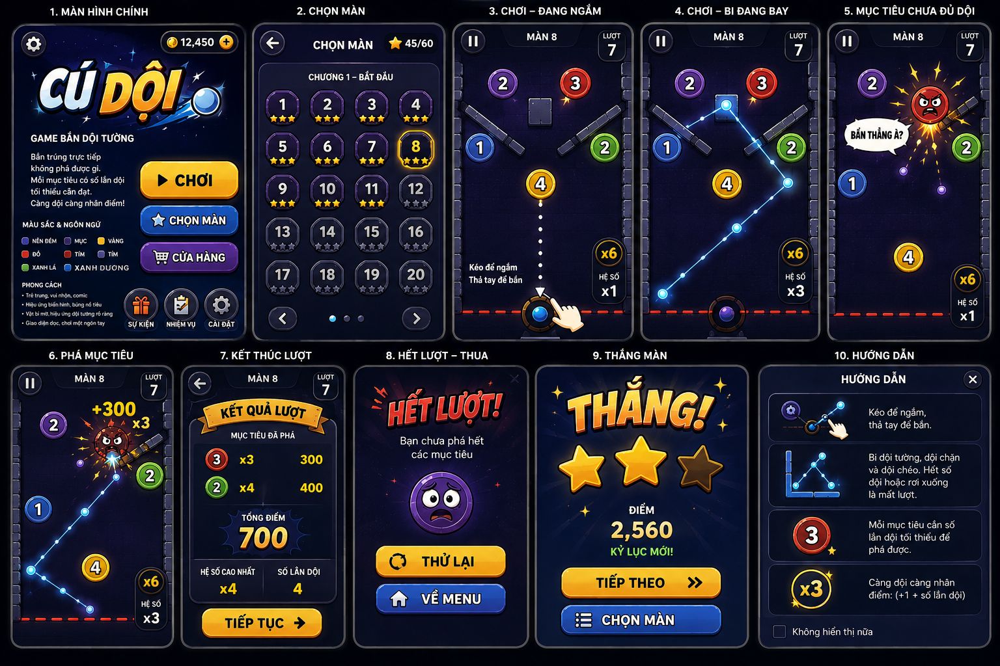 1. MÀN HÌNH CHÍNH
12,450
CÚ DỘI
GAME BẮN DỘI TƯỜNG
Bắn trúng trực tiếp
không phá được gì.
Mỗi mục tiêu có số lần dội
tối thiểu cần đạt.
Càng dội càng nhân điểm!
CHƠI
CHỌN MÀN
CỬA HÀNG
MÀU SẮC & NGÔN NGỮ
NỀN ĐÊM
MỰC
VÀNG
ĐỎ
TÍM
TÍM
XANH LÁ
XANH DƯƠNG
PHONG CÁCH
• Trẻ trung, vui nhộn, comic
• Hiệu ứng biến hình, bùng nổ tiêu
• Vật bí mũ, hiệu ứng đội tường rõ ràng
• Giao diện dọc, chơi một ngón tay
SỰ KIỆN
NHIỆM VỤ
CÀI ĐẶT
2. CHỌN MÀN
CHỌN MÀN
45/60
CHƯƠNG 1 – BẮT ĐẦU
1 2 3 4
5 6 7 8
9 10 11 12
13 14 15 16
17 18 19 20
3. CHƠI – ĐANG NGẮM
MÀN 8
LƯỢT
7
2
3
1
2
4
Kéo để ngắm
Thả tay để bắn
x6
HỆ SỐ
x1
4. CHƠI – BI ĐANG BAY
MÀN 8
LƯỢT
7
2
3
1
2
4
x6
HỆ SỐ
x3
5. MỤC TIÊU CHƯA ĐỦ DỘI
MÀN 8
LƯỢT
7
2
BẮN THẲNG À?
2
1
4
x6
HỆ SỐ
x1
6. PHÁ MỤC TIÊU
MÀN 8
LƯỢT
7
+300
x3
2
2
1
4
x6
HỆ SỐ
x3
7. KẾT THÚC LƯỢT
MÀN 8
LƯỢT
7
KẾT QUẢ LƯỢT
MỤC TIÊU ĐÃ PHÁ
3 x3 300
2 x4 400
TỔNG ĐIỂM
700
HỆ SỐ CAO NHẤT
x4
SỐ LẦN DỘI
4
TIẾP TỤC
8. HẾT LƯỢT – THUA
HẾT LƯỢT!
Bạn chưa phá hết
các mục tiêu
THỬ LẠI
VỀ MENU
9. THẮNG MÀN
THẮNG!
ĐIỂM
2,560
KỶ LỤC MỚI!
TIẾP THEO
CHỌN MÀN
10. HƯỚNG DẪN
HƯỚNG DẪN
Kéo để ngắm,
thả tay để bắn.
Bi dội tường, dội chặn
và dội chéo. Hết số
dội hoặc rơi xuống
là mất lượt.
3
Mỗi mục tiêu cần số
lần dội tối thiểu để
phá được.
x3
Càng dội càng nhân
điểm: (+1 + số lần dội)
Không hiển thị nữa